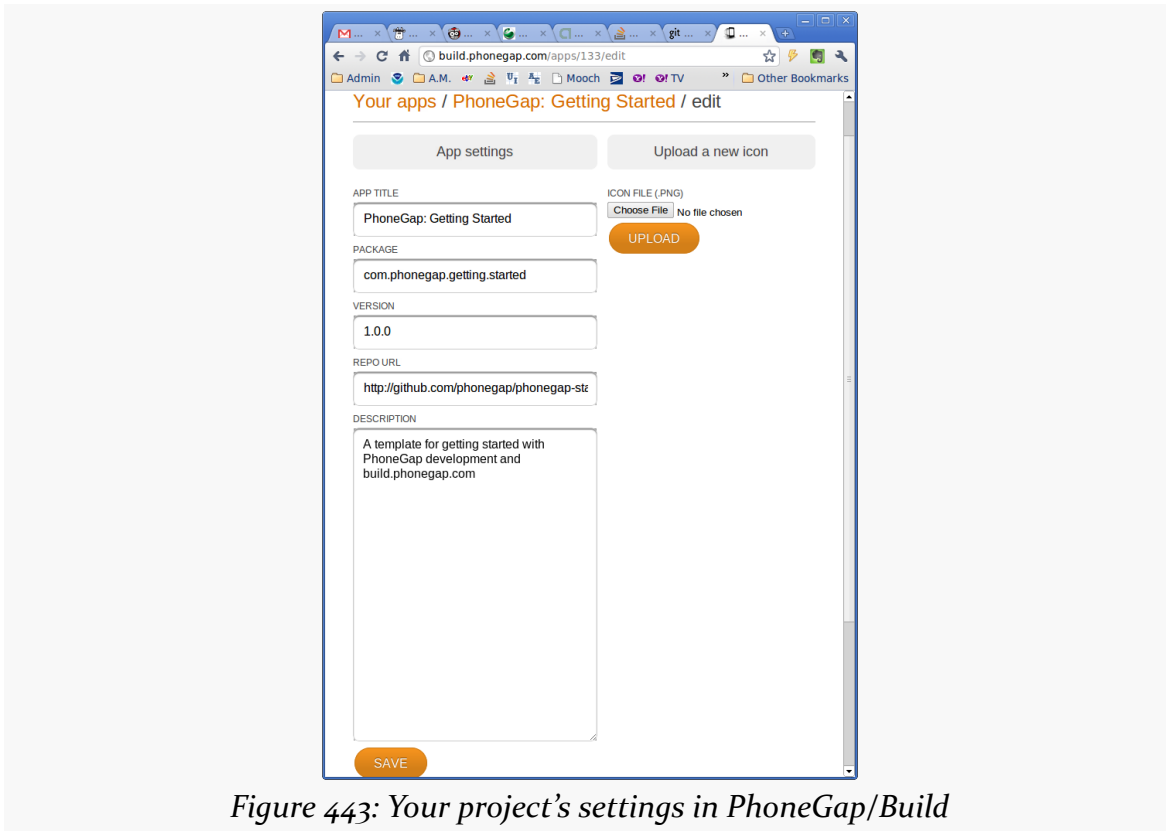 M ... × ... × ... × ... × ... × ... × git ... × ... ×
build.phonegap.com/apps/133/edit
Admin A.M. Mooch TV » Other Bookmarks
Your apps / PhoneGap: Getting Started / edit
App settings
Upload a new icon
APP TITLE
PhoneGap: Getting Started
PACKAGE
com.phonegap.getting.started
VERSION
1.0.0
REPO URL
http://github.com/phonegap/phonegap-sta
DESCRIPTION
A template for getting started with
PhoneGap development and
build.phonegap.com
SAVE
ICON FILE (.PNG)
Choose File No file chosen
UPLOAD
Figure 443: Your project's settings in PhoneGap/Build